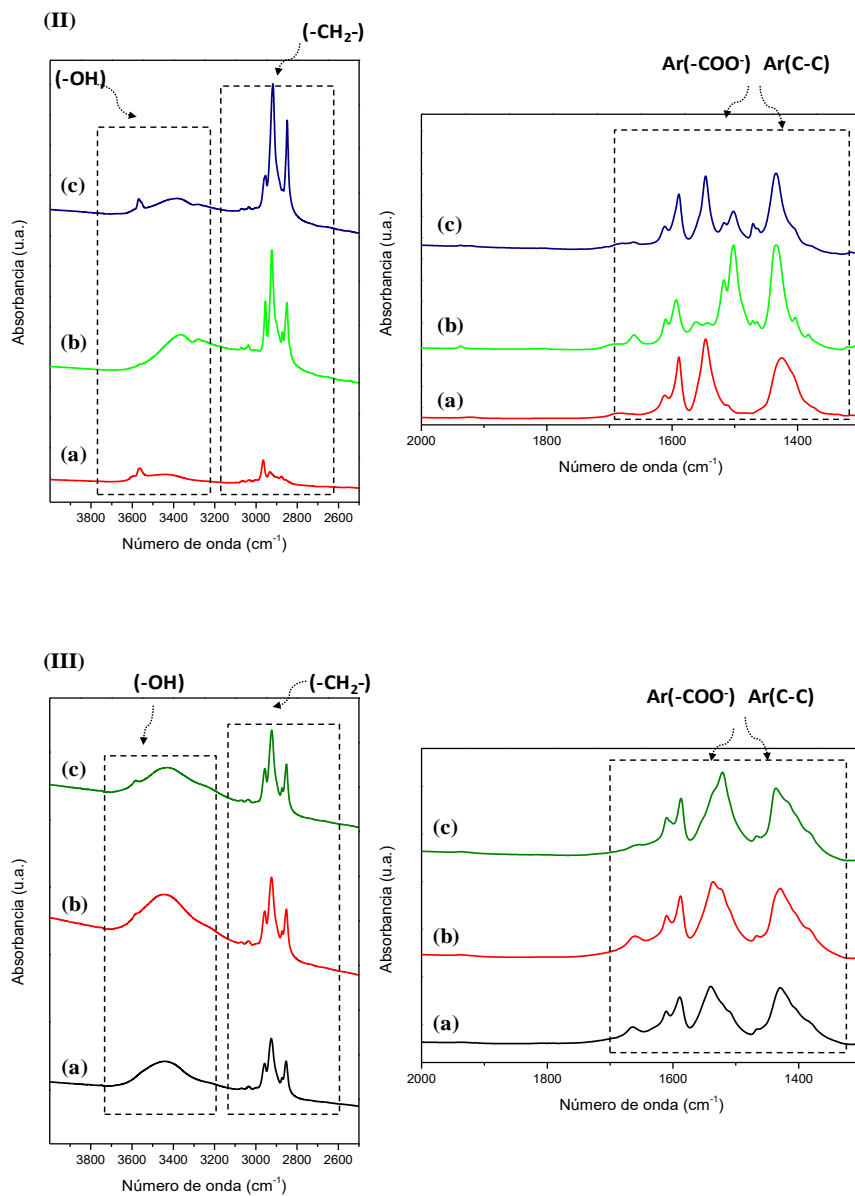 (II)
(-OH)
(-CH₂-)
(c)
(b)
(a)
Absorbancia (u.a.)
3800 3600 3400 3200 3000 2800 2600
Número de onda (cm⁻¹)
Ar(-COO⁻) Ar(C-C)
(c)
(b)
(a)
Absorbancia (u.a.)
2000 1800 1600 1400
Número de onda (cm⁻¹)
(III)
(-OH)
(-CH₂-)
(c)
(b)
(a)
Absorbancia (u.a.)
3800 3600 3400 3200 3000 2800 2600
Número de onda (cm⁻¹)
Ar(-COO⁻) Ar(C-C)
(c)
(b)
(a)
Absorbancia (u.a.)
2000 1800 1600 1400
Número de onda (cm⁻¹)